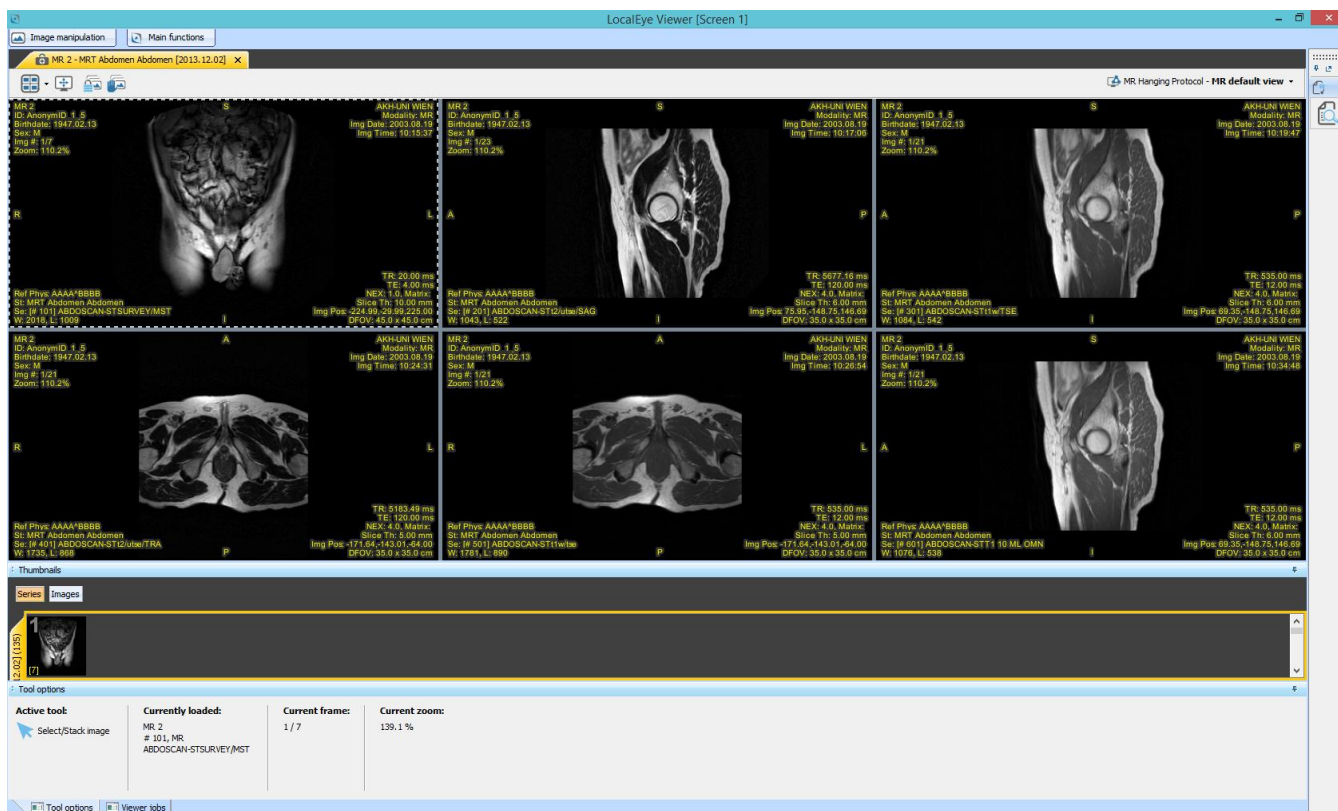 LocalEye Viewer [Screen 1]
Image manipulation
Main functions
MR 2 - MRT Abdomen Abdomen [2013.12.02] X
MR Hanging Protocol - MR default view
MR 2
ID: AnonymID_1_5
Birthdate: 1947.02.13
Sex: M
Img #: 1/7
Zoom: 110.2%
S
AKH-UNI WIEN
Modality: MR
Img Date: 2003.08.19
Img Time: 10:15:37
R
L
Ref Phys: AAAA^BBBB
St: MRT Abdomen Abdomen
Se: [# 101] ABDOSCAN-STSURVEY/MST
W: 2018, L: 1009
I
TR: 20.00 ms
TE: 4.00 ms
NEX: 1.0, Matrix:
Slice Th: 10.00 mm
Img Pos: -224.99,-29.99,225.00
DFOV: 45.0 x 45.0 cm
MR 2
ID: AnonymID_1_5
Birthdate: 1947.02.13
Sex: M
Img #: 1/23
Zoom: 110.2%
S
AKH-UNI WIEN
Modality: MR
Img Date: 2003.08.19
Img Time: 10:17:06
A
P
Ref Phys: AAAA^BBBB
St: MRT Abdomen Abdomen
Se: [# 201] ABDOSCAN-STt2/utse/SAG
W: 1043, L: 522
I
TR: 5677.16 ms
TE: 120.00 ms
NEX: 4.0, Matrix:
Slice Th: 6.00 mm
Img Pos: 75.95,-148.75,146.69
DFOV: 35.0 x 35.0 cm
MR 2
ID: AnonymID_1_5
Birthdate: 1947.02.13
Sex: M
Img #: 1/21
Zoom: 110.2%
S
AKH-UNI WIEN
Modality: MR
Img Date: 2003.08.19
Img Time: 10:19:47
A
P
Ref Phys: AAAA^BBBB
St: MRT Abdomen Abdomen
Se: [# 301] ABDOSCAN-STt1w/TSE
W: 1084, L: 542
I
TR: 535.00 ms
TE: 12.00 ms
NEX: 4.0, Matrix:
Slice Th: 6.00 mm
Img Pos: 69.35,-148.75,146.69
DFOV: 35.0 x 35.0 cm
MR 2
ID: AnonymID_1_5
Birthdate: 1947.02.13
Sex: M
Img #: 1/21
Zoom: 110.2%
A
AKH-UNI WIEN
Modality: MR
Img Date: 2003.08.19
Img Time: 10:24:31
R
L
Ref Phys: AAAA^BBBB
St: MRT Abdomen Abdomen
Se: [# 401] ABDOSCAN-STt2/utse/TRA
W: 1735, L: 868
P
TR: 5183.49 ms
TE: 120.00 ms
NEX: 4.0, Matrix:
Slice Th: 5.00 mm
Img Pos: -171.64,-143.01,-64.00
DFOV: 35.0 x 35.0 cm
MR 2
ID: AnonymID_1_5
Birthdate: 1947.02.13
Sex: M
Img #: 1/21
Zoom: 110.2%
A
AKH-UNI WIEN
Modality: MR
Img Date: 2003.08.19
Img Time: 10:26:54
R
L
Ref Phys: AAAA^BBBB
St: MRT Abdomen Abdomen
Se: [# 501] ABDOSCAN-STt1w/tse
W: 1781, L: 890
P
TR: 535.00 ms
TE: 12.00 ms
NEX: 4.0, Matrix:
Slice Th: 5.00 mm
Img Pos: -171.64,-143.01,-64.00
DFOV: 35.0 x 35.0 cm
MR 2
ID: AnonymID_1_5
Birthdate: 1947.02.13
Sex: M
Img #: 1/21
Zoom: 110.2%
S
AKH-UNI WIEN
Modality: MR
Img Date: 2003.08.19
Img Time: 10:34:48
A
P
Ref Phys: AAAA^BBBB
St: MRT Abdomen Abdomen
Se: [# 601] ABDOSCAN-STT1 10 ML OMN
W: 1076, L: 538
I
TR: 535.00 ms
TE: 12.00 ms
NEX: 4.0, Matrix:
Slice Th: 6.00 mm
Img Pos: 69.35,-148.75,146.69
DFOV: 35.0 x 35.0 cm
Thumbnails
Series Images
12.02] (135)
1
[7]
Tool options
Active tool:
Select/Stack image
Currently loaded:
MR 2
# 101, MR
ABDOSCAN-STSURVEY/MST
Current frame:
1 / 7
Current zoom:
139.1 %
Tool options
Viewer jobs